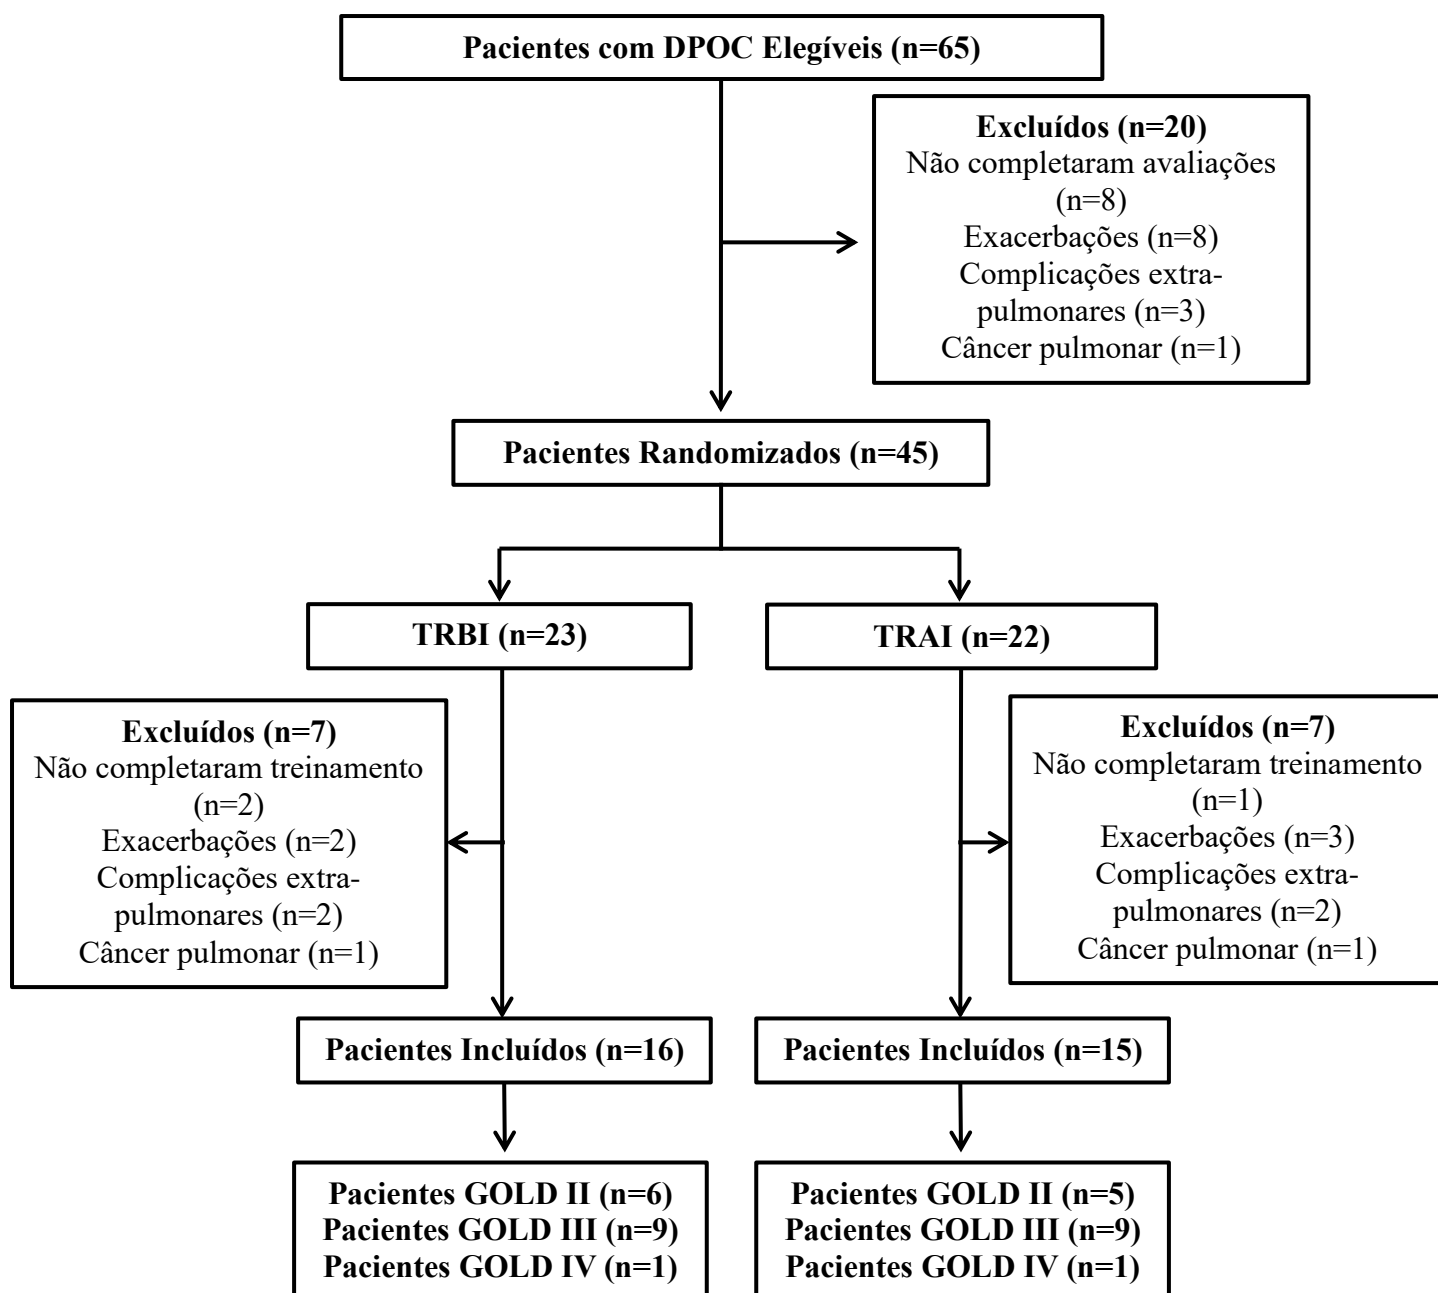 Pacientes com DPOC Elegíveis (n=65)
Excluídos (n=20)
Não completaram avaliações
(n=8)
Exacerbações (n=8)
Complicações extra-
pulmonares (n=3)
Câncer pulmonar (n=1)
Pacientes Randomizados (n=45)
TRBI (n=23)
TRAI (n=22)
Excluídos (n=7)
Não completaram treinamento
(n=2)
Exacerbações (n=2)
Complicações extra-
pulmonares (n=2)
Câncer pulmonar (n=1)
Excluídos (n=7)
Não completaram treinamento
(n=1)
Exacerbações (n=3)
Complicações extra-
pulmonares (n=2)
Câncer pulmonar (n=1)
Pacientes Incluídos (n=16)
Pacientes Incluídos (n=15)
Pacientes GOLD II (n=6)
Pacientes GOLD III (n=9)
Pacientes GOLD IV (n=1)
Pacientes GOLD II (n=5)
Pacientes GOLD III (n=9)
Pacientes GOLD IV (n=1)